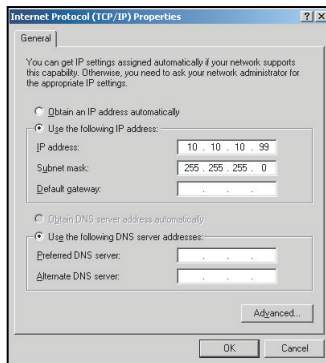 Internet Protocol (TCP/IP) Properties
General
You can get IP settings assigned automatically if your network supports
this capability. Otherwise, you need to ask your network administrator for
the appropriate IP settings.
Obtain an IP address automatically
Use the following IP address:
IP address: 10 . 10 . 10 . 99
Subnet mask: 255 . 255 . 255 . 0
Default gateway: . . .
Obtain DNS server address automatically
Use the following DNS server addresses:
Preferred DNS server: . . .
Alternate DNS server: . . .
Advanced...
OK Cancel